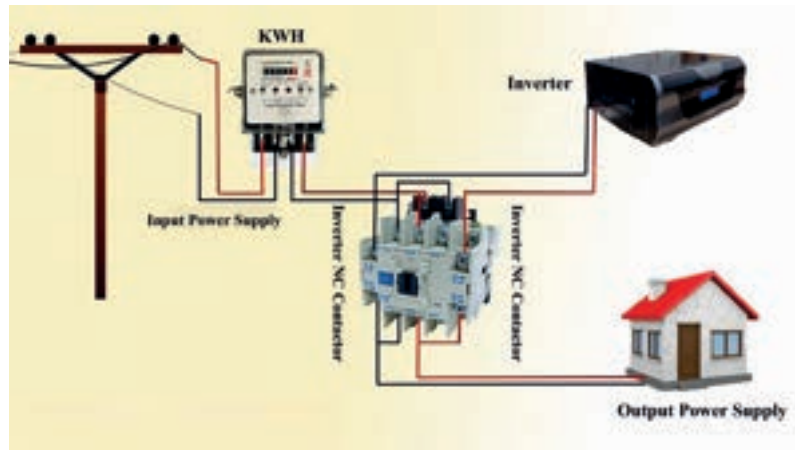 KWH
Inverter
Input Power Supply
Inverter NC Contactor
Inverter NC Contactor
Output Power Supply